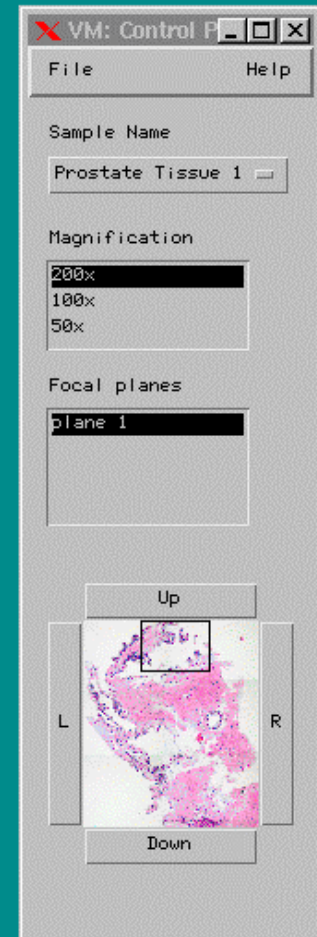 VM: Control P
File Help
Sample Name
Prostate Tissue 1
Magnification
200x
100x
50x
Focal planes
plane 1
Up
L R
Down